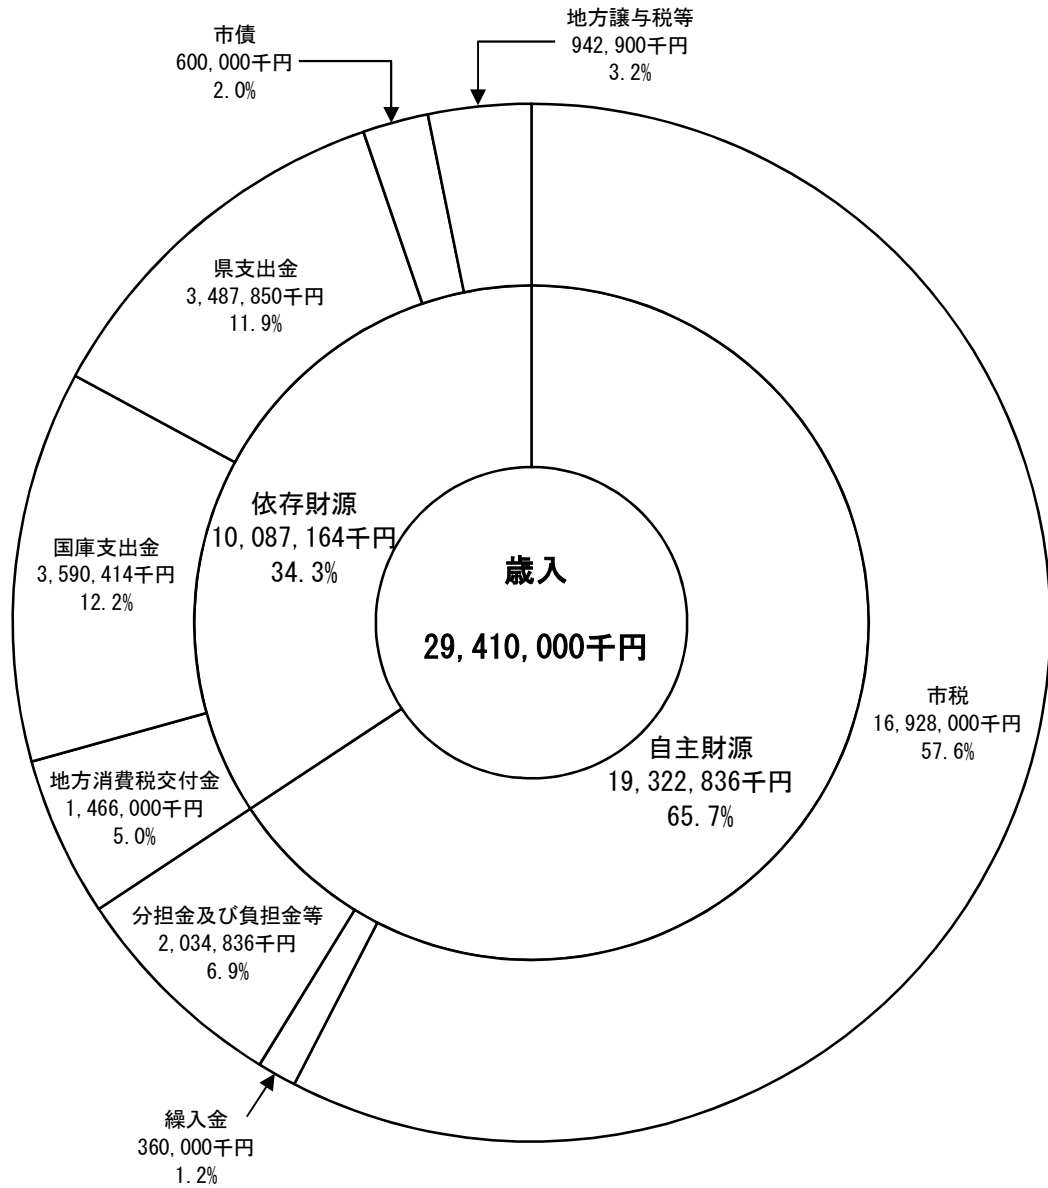 地方譲与税等
942,900千円
3.2%
市債
600,000千円
2.0%
県支出金
3,487,850千円
11.9%
依存財源
10,087,164千円
34.3%
国庫支出金
3,590,414千円
12.2%
歳入
29,410,000千円
市税
16,928,000千円
57.6%
自主財源
19,322,836千円
65.7%
地方消費税交付金
1,466,000千円
5.0%
分担金及び負担金等
2,034,836千円
6.9%
繰入金
360,000千円
1.2%